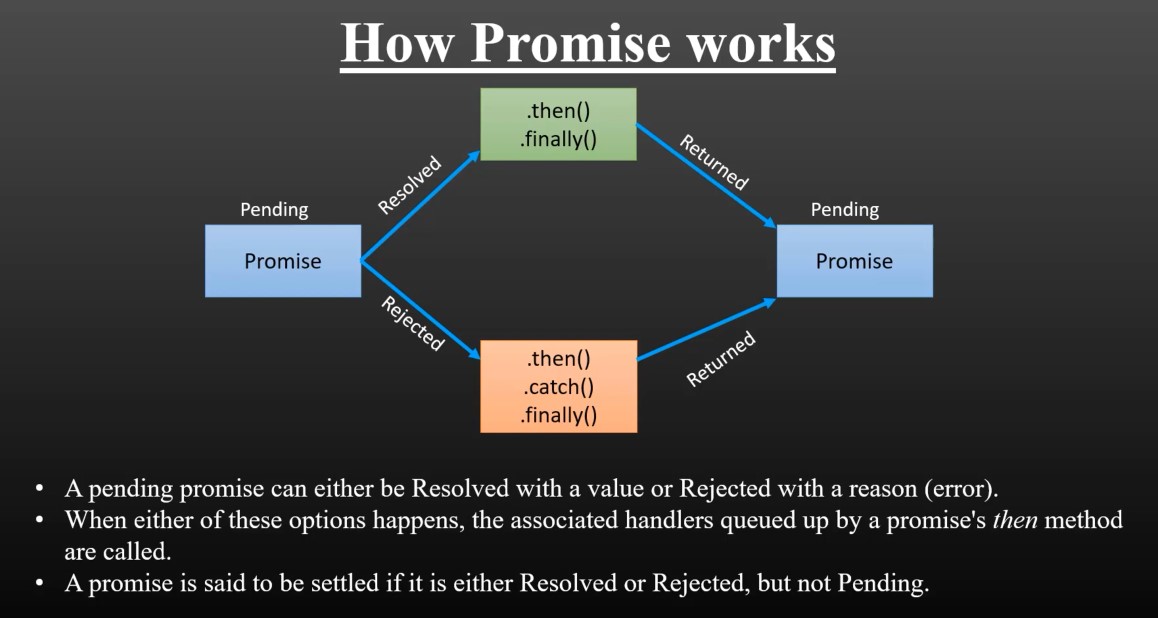 How Promise works
.then()
.finally()
Resolved
Returned
Pending
Pending
Promise
Promise
Rejected
Returned
.then()
.catch()
.finally()
• A pending promise can either be Resolved with a value or Rejected with a reason (error).
• When either of these options happens, the associated handlers queued up by a promise's then method
are called.
• A promise is said to be settled if it is either Resolved or Rejected, but not Pending.